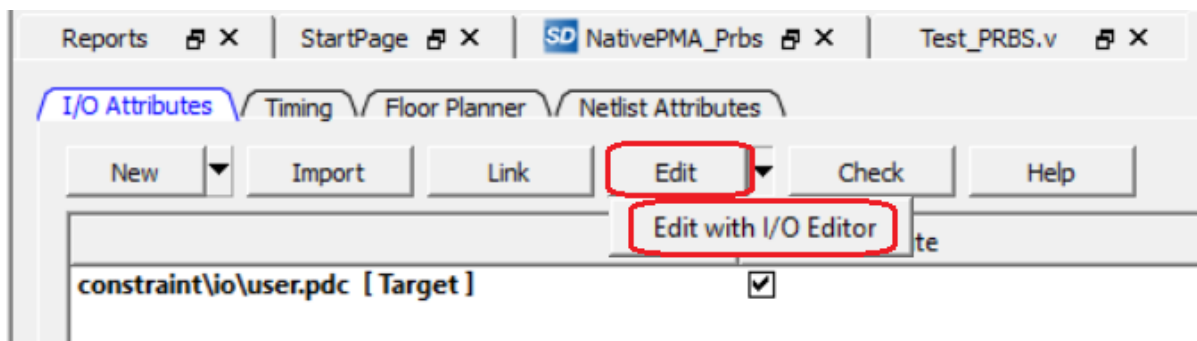 Reports StartPage SD NativePMA_Prbs Test_PRBS.v
I/O Attributes Timing Floor Planner Netlist Attributes
New Import Link Edit Check Help
Edit with I/O Editor
te
constraint\io\user.pdc [ Target ]